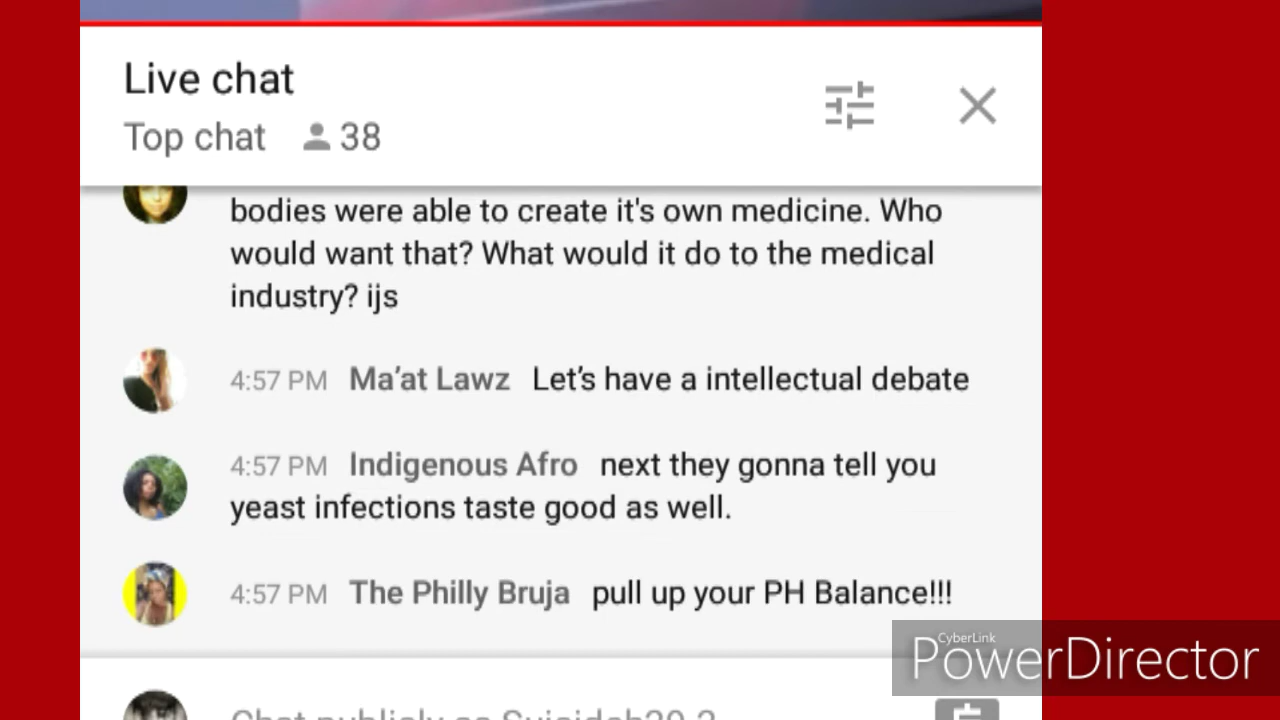 Live chat
Top chat 38
bodies were able to create it's own medicine. Who
would want that? What would it do to the medical
industry? ijs
4:57 PM Ma’at Lawz Let’s have a intellectual debate
4:57 PM Indigenous Afro next they gonna tell you
yeast infections taste good as well.
4:57 PM The Philly Bruja pull up your PH Balance!!!
CyberLink
PowerDirector
Chat publicly as